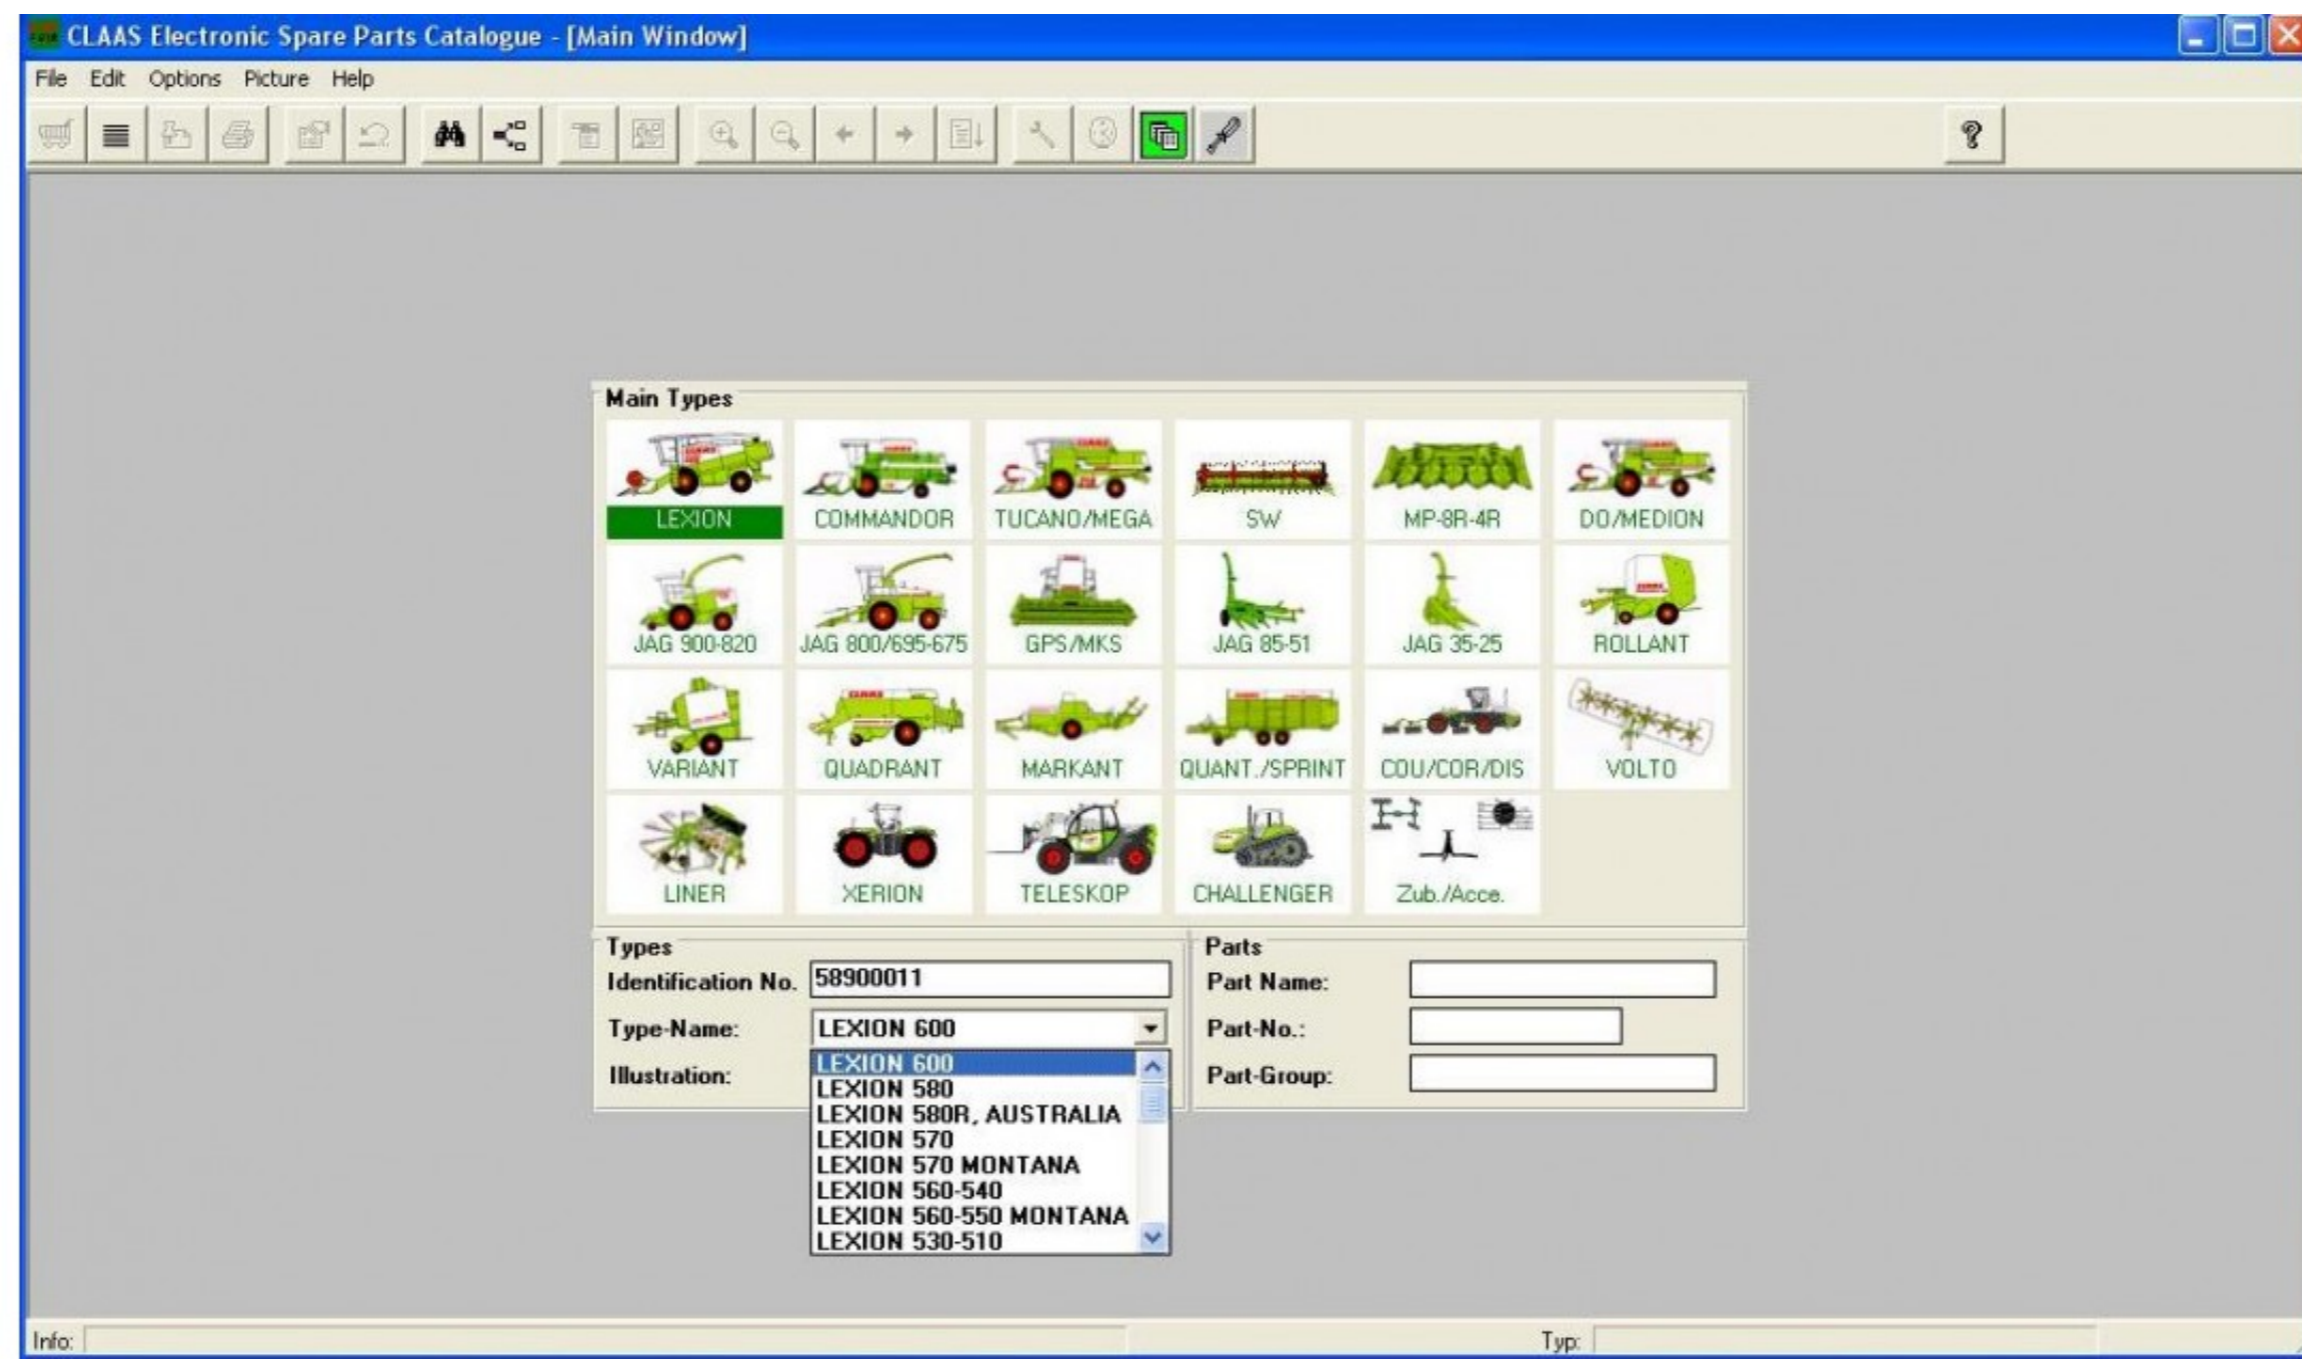 CLAAS Electronic Spare Parts Catalogue - [Main Window]
File Edit Options Picture Help
Main Types
LEXION COMMANDOR TUCANO/MEGA SW MP-8R-4R DO/MEDION
JAG 900-820 JAG 800/695-675 GPS/MKS JAG 85-51 JAG 35-25 ROLLANT
VARIANT QUADRANT MARKANT QUANT./SPRINT COU/COR/DIS VOLTO
LINER XERION TELESKOP CHALLENGER Zub./Acce.
Types
Identification No. 58900011
Type-Name: LEXION 600
Illustration:
LEXION 600
LEXION 580
LEXION 580R, AUSTRALIA
LEXION 570
LEXION 570 MONTANA
LEXION 560-540
LEXION 560-550 MONTANA
LEXION 530-510
Parts
Part Name:
Part-No.:
Part-Group:
Info:
Typ: